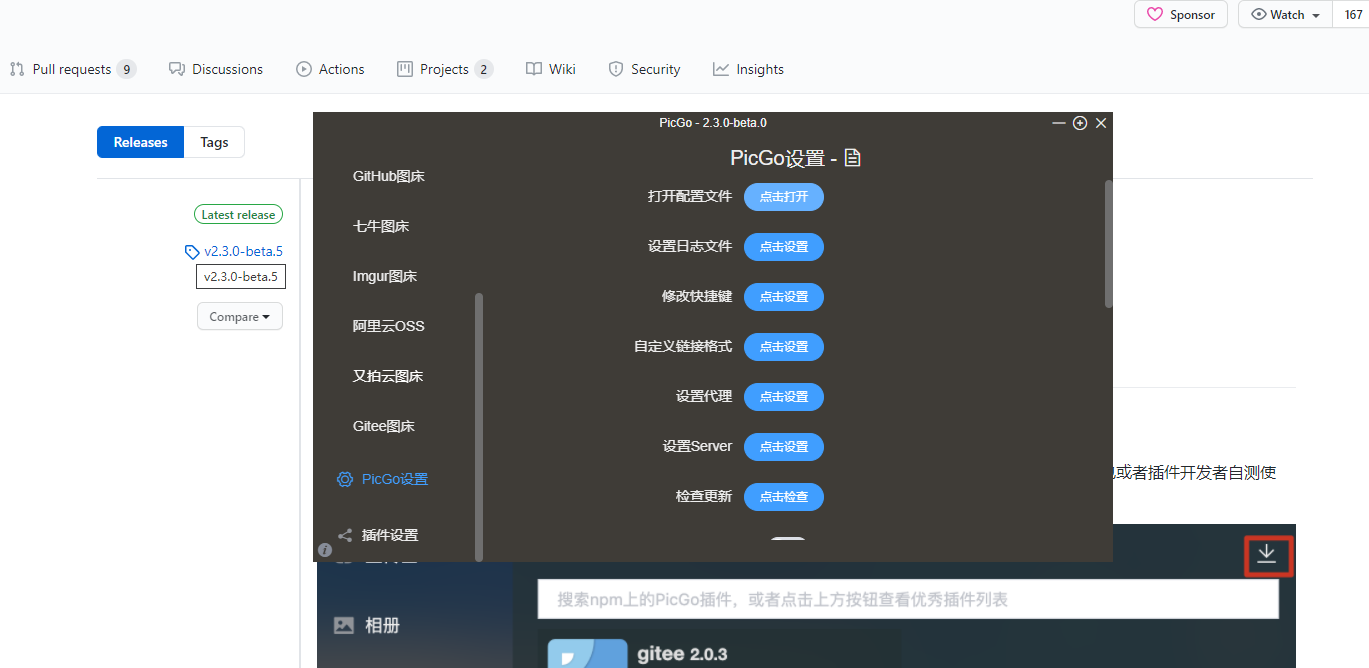 Sponsor
Watch
167
Pull requests 9
Discussions
Actions
Projects 2
Wiki
Security
Insights
Releases
Tags
Latest release
v2.3.0-beta.5
v2.3.0-beta.5
Compare
PicGo - 2.3.0-beta.0
GitHub图床
七牛图床
Imgur图床
阿里云OSS
又拍云图床
Gitee图床
PicGo设置
插件设置
PicGo设置 -
打开配置文件 点击打开
设置日志文件 点击设置
修改快捷键 点击设置
自定义链接格式 点击设置
设置代理 点击设置
设置Server 点击设置
检查更新 点击检查
或者插件开发者自测使
搜索npm上的PicGo插件，或者点击上方按钮查看优秀插件列表
相册
gitee 2.0.3